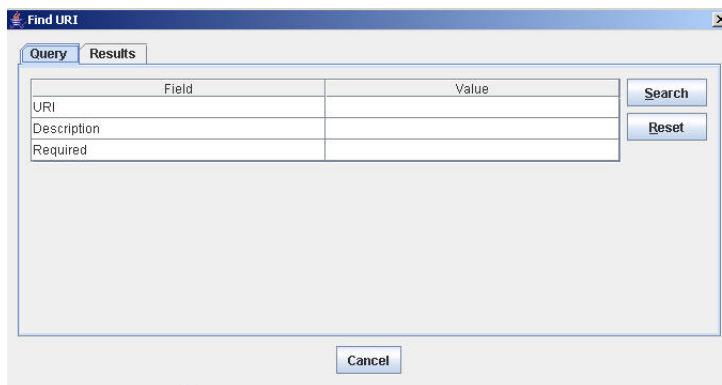 Find URI
Query Results
Field Value
URI
Description
Required
Search
Reset
Cancel